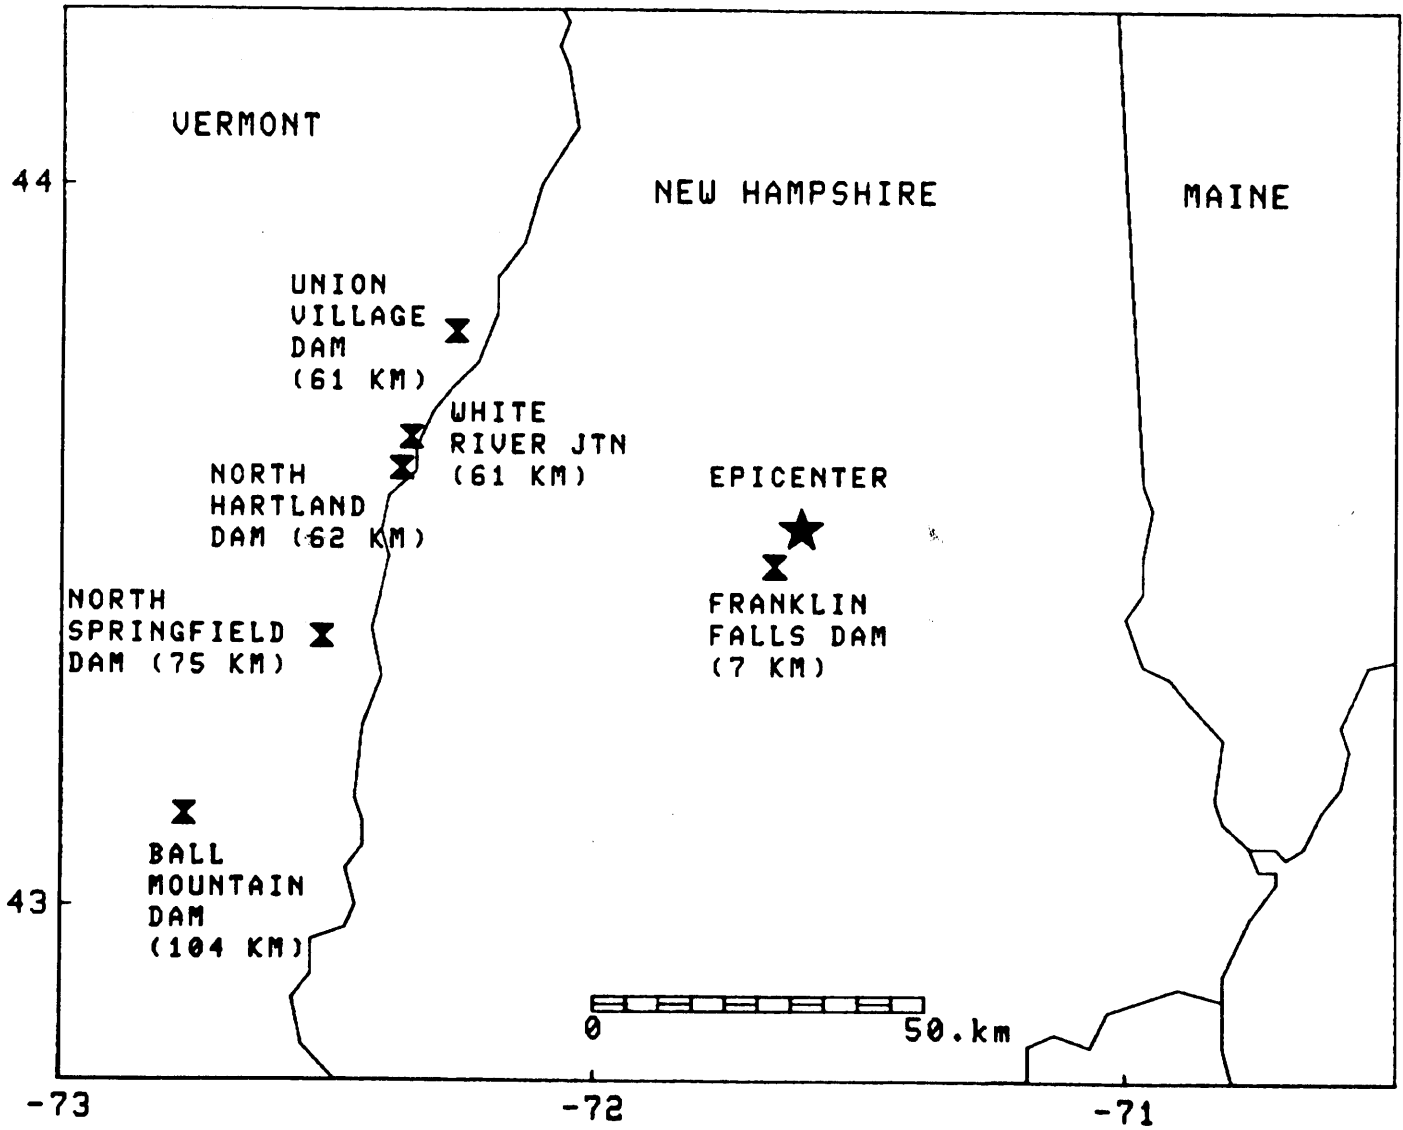 VERMONT
44
NEW HAMPSHIRE
MAINE
UNION
VILLAGE
DAM
(61 KM)
WHITE
RIVER JTN
(61 KM)
NORTH
HARTLAND
DAM (62 KM)
EPICENTER
NORTH
SPRINGFIELD
DAM (75 KM)
FRANKLIN
FALLS DAM
(7 KM)
BALL
MOUNTAIN
DAM
(104 KM)
43
0
50.km
-73
-72
-71